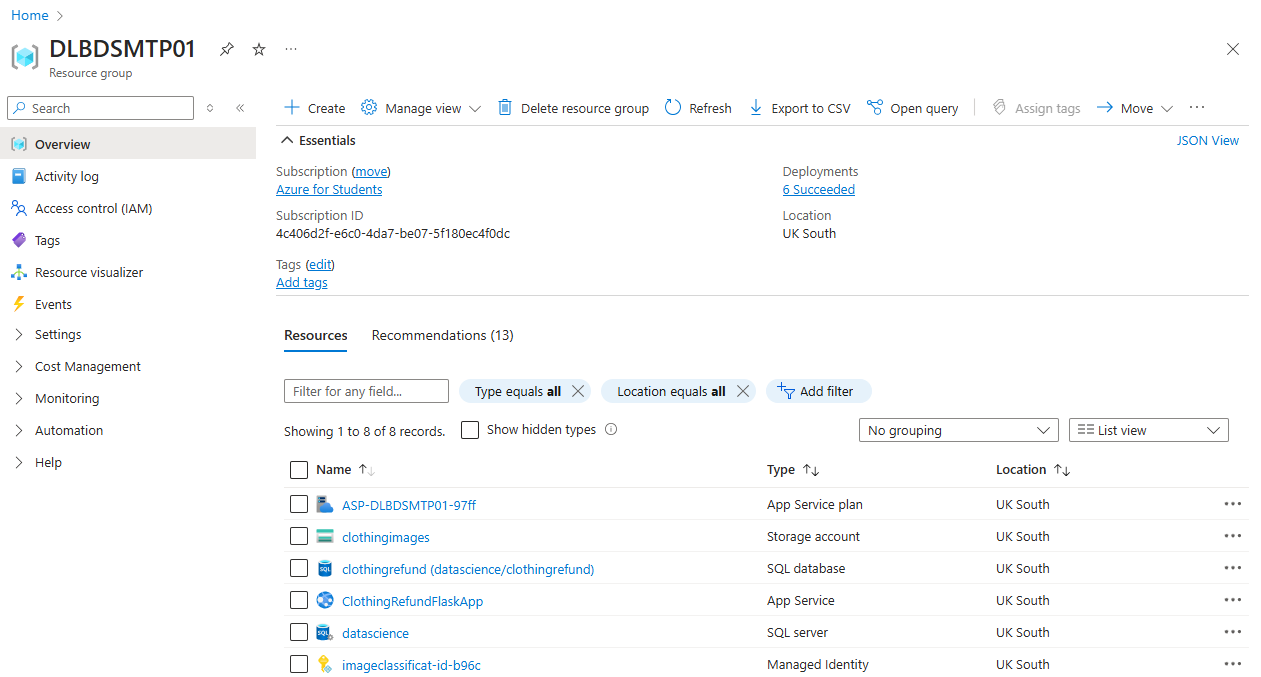 Home
DLBDSMTP01
Resource group
Search
Create Manage view Delete resource group Refresh Export to CSV Open query Assign tags Move
Overview
Activity log
Access control (IAM)
Tags
Resource visualizer
Events
Settings
Cost Management
Monitoring
Automation
Help
Essentials JSON View
Subscription (move) Deployments
Azure for Students 6 Succeeded
Subscription ID Location
4c406d2f-e6c0-4da7-be07-5f180ec4f0dc UK South
Tags (edit)
Add tags
Resources Recommendations (13)
Filter for any field... Type equals all Location equals all Add filter
Showing 1 to 8 of 8 records. Show hidden types No grouping List view
Name Type Location
ASP-DLBDSMTP01-97ff App Service plan UK South
clothingimages Storage account UK South
clothingrefund (datascience/clothingrefund) SQL database UK South
ClothingRefundFlaskApp App Service UK South
datascience SQL server UK South
imageclassificat-id-b96c Managed Identity UK South